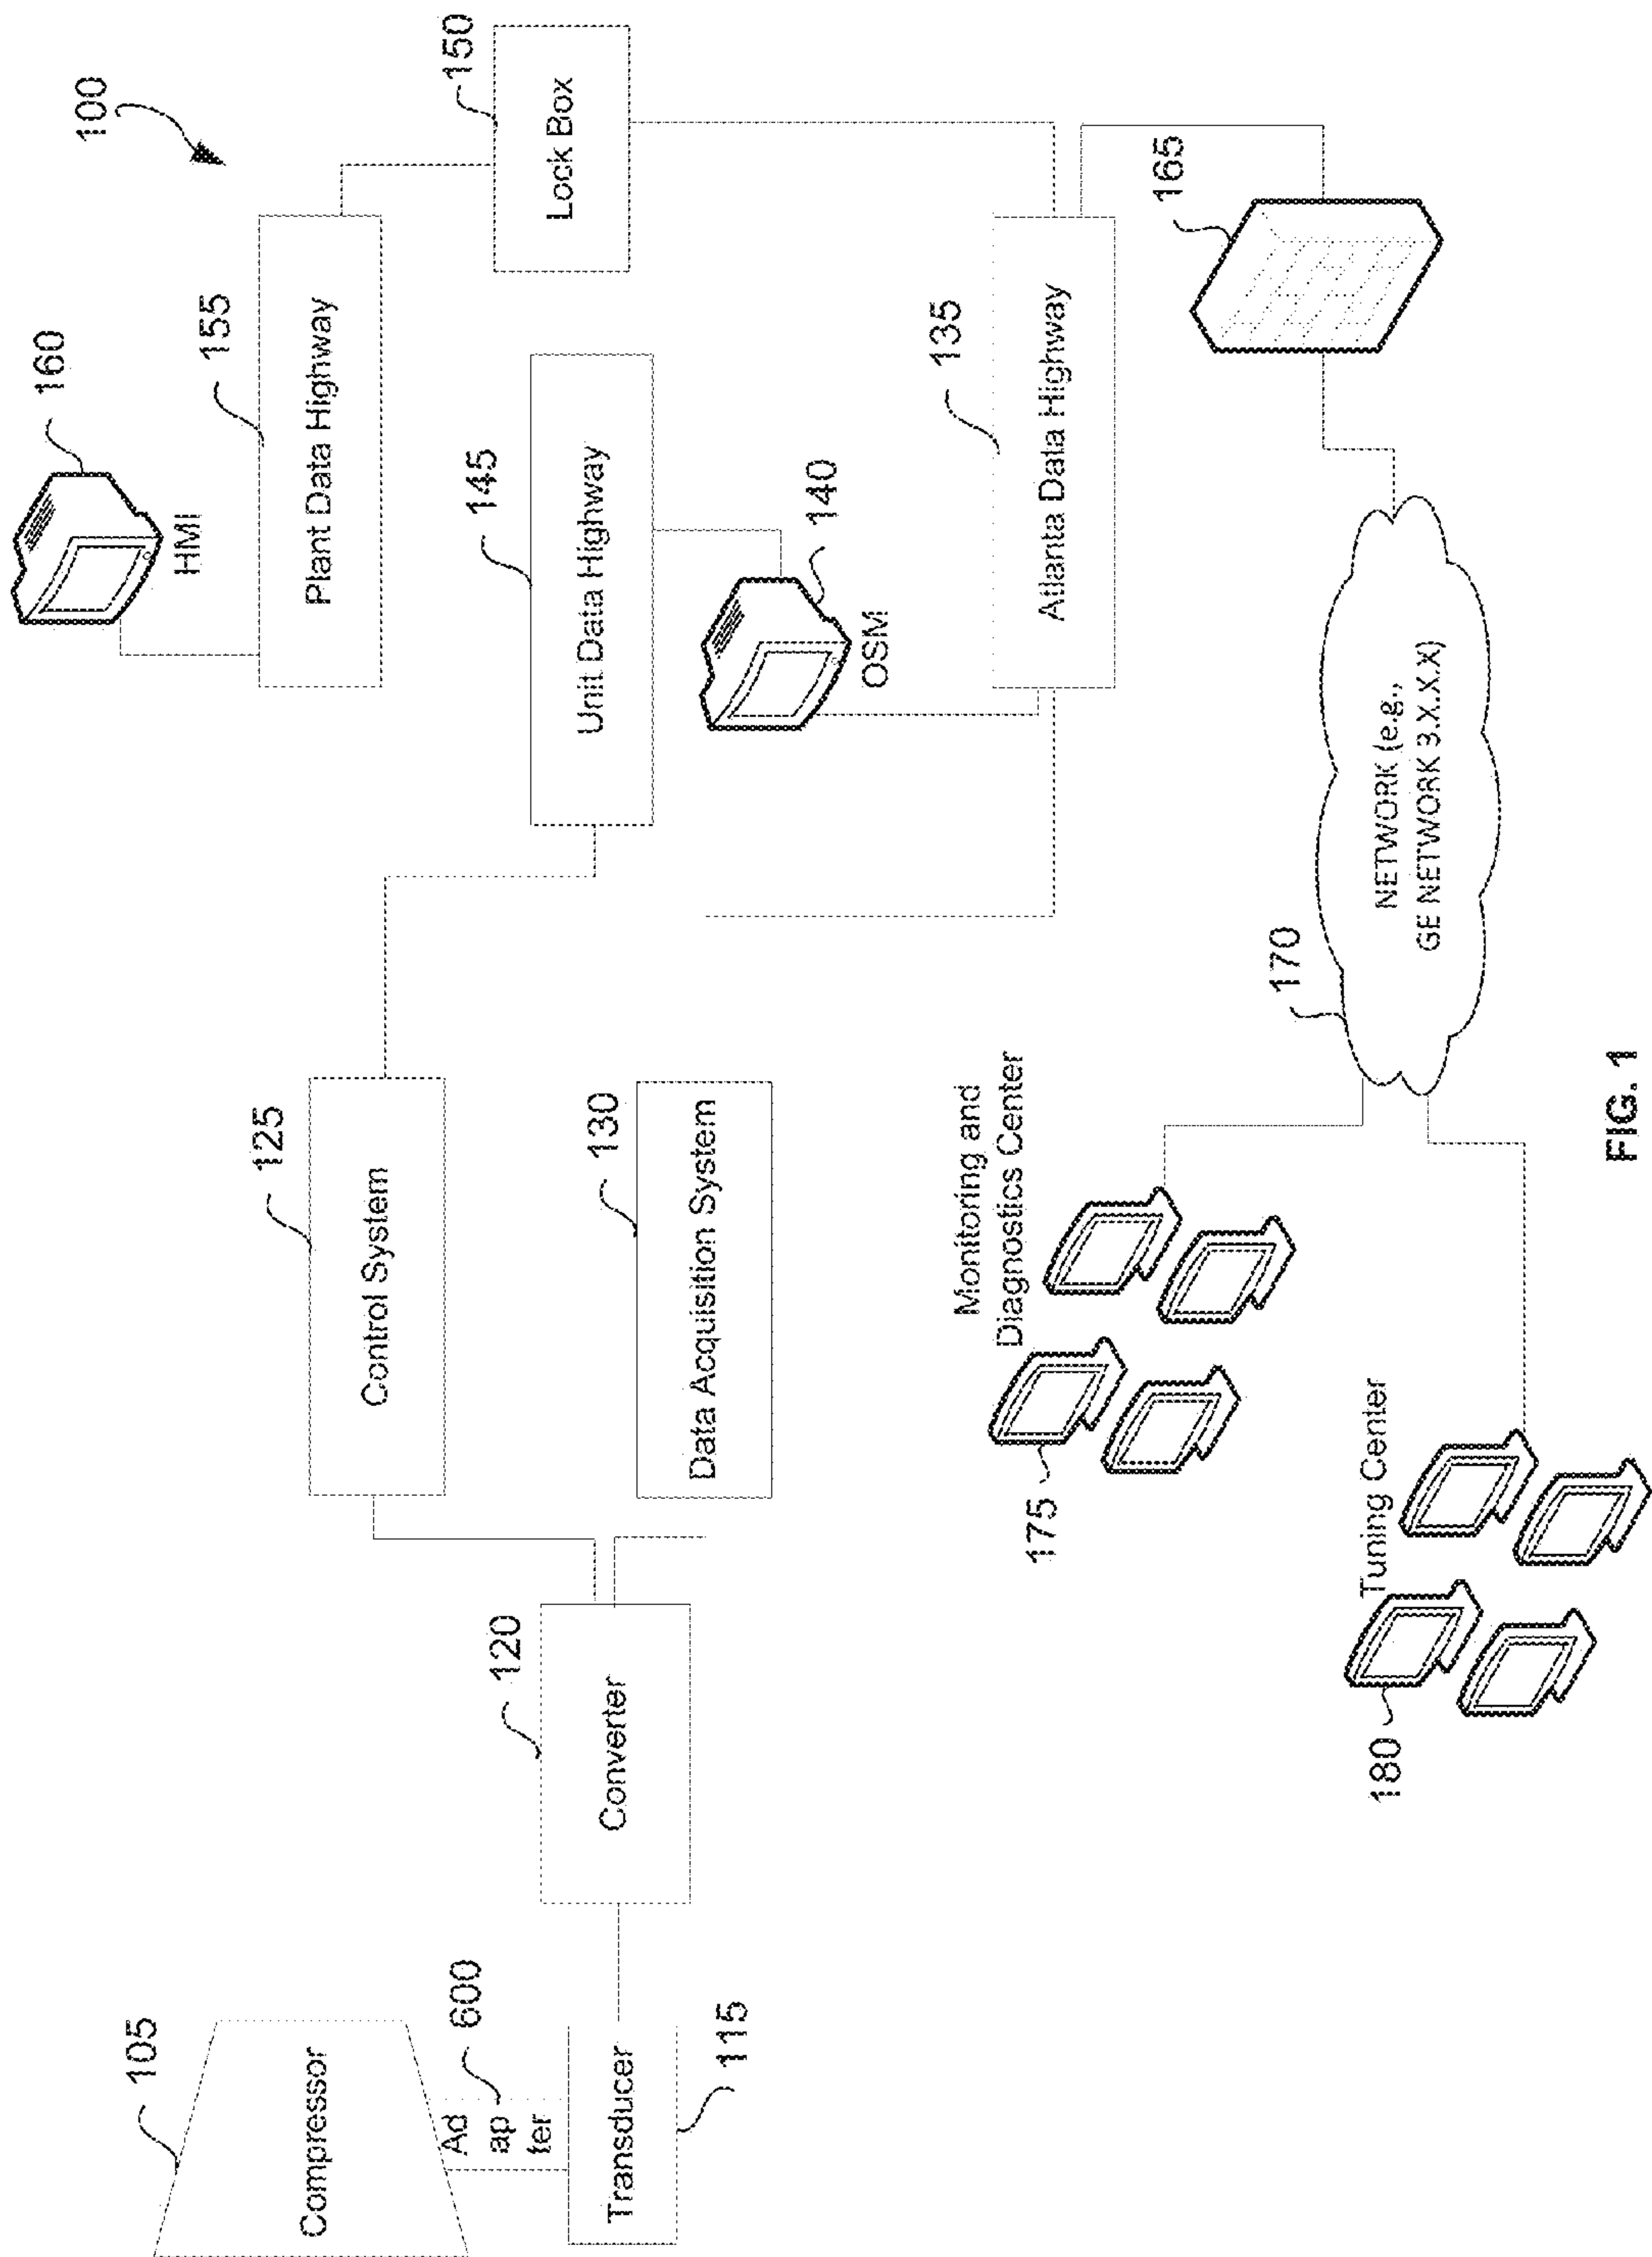 100
105
Compressor
Ad
ap
ter
600
Transducer
115
120
Converter
125
Control System
130
Data Acquisition System
160
HMI
155
Plant Data Highway
150
Lock Box
145
Unit Data Highway
140
OSM
135
Atlanta Data Highway
165
170
NETWORK (e.g.,
GE NETWORK 3.X.X.X)
Monitoring and
Diagnostics Center
175
Tuning Center
180
FIG. 1